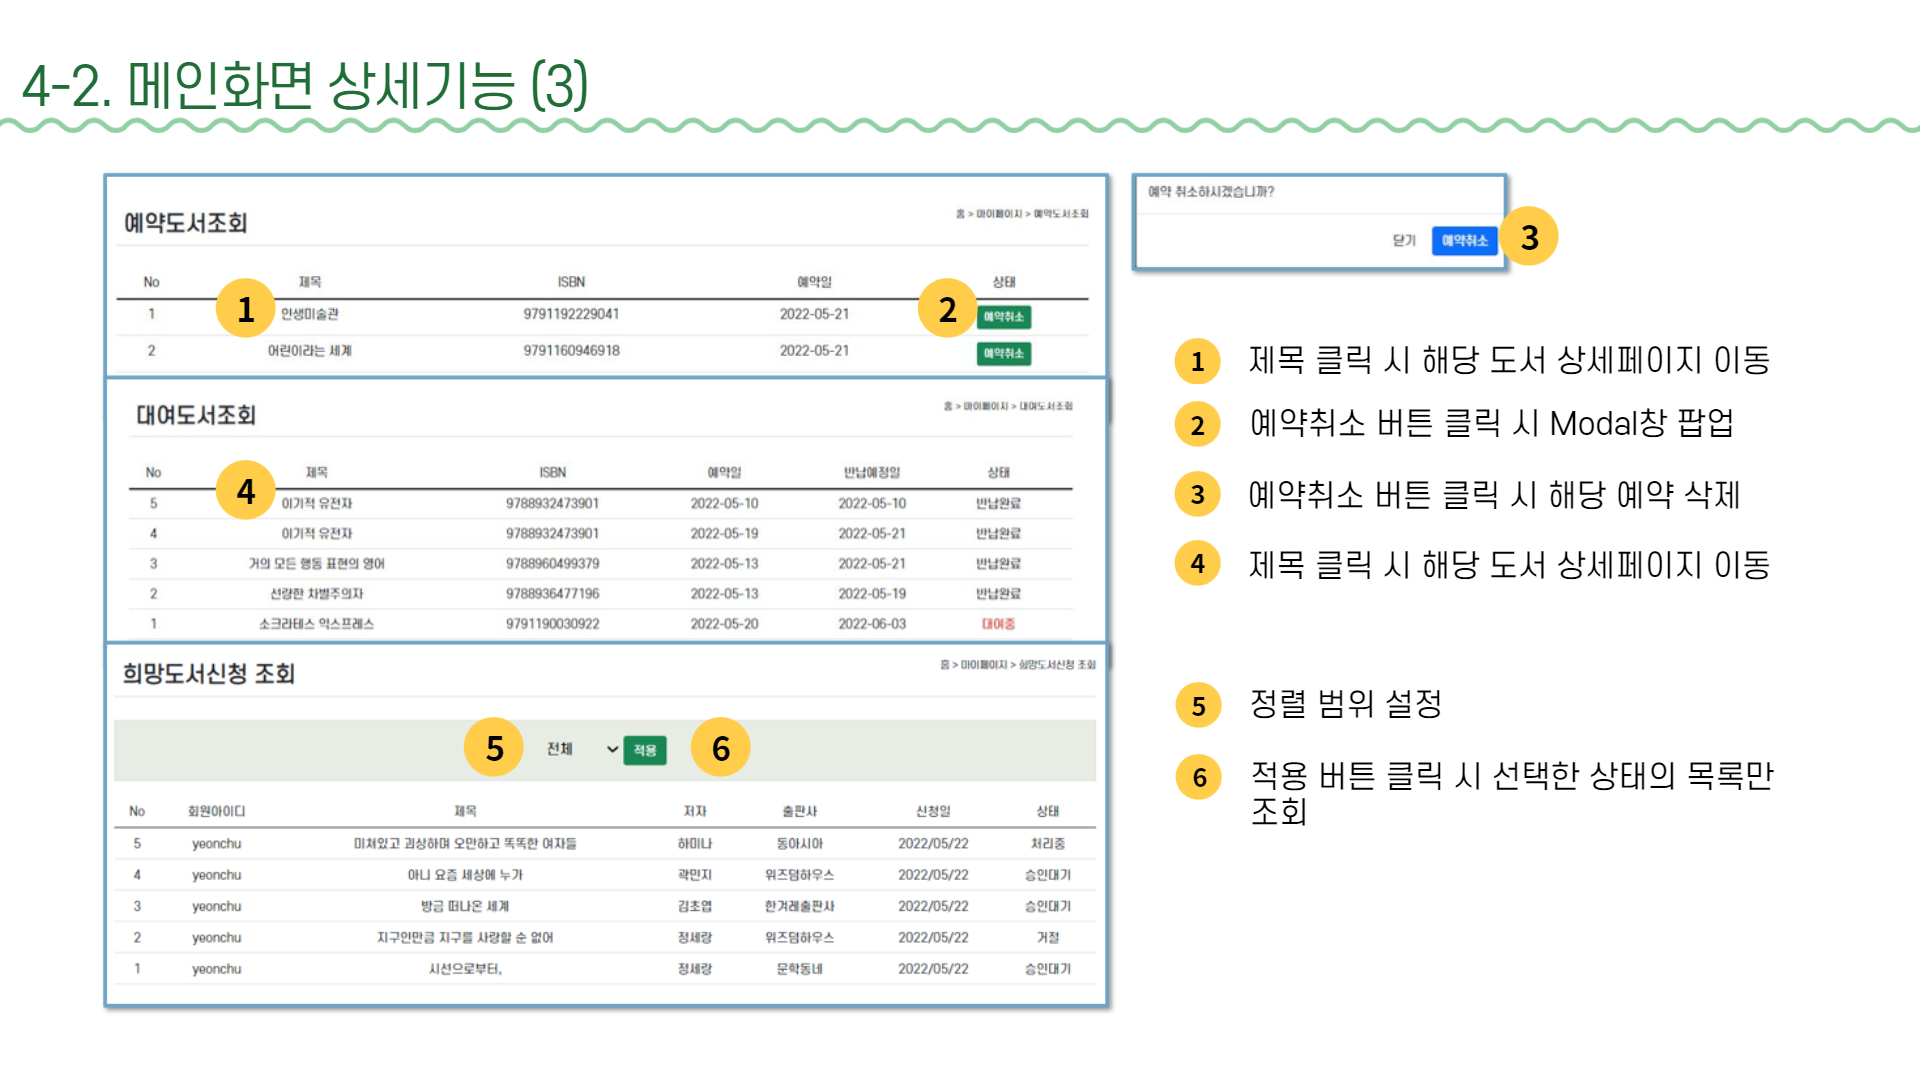 4-2. 메인화면 상세기능 (3)
예약도서조회
홈 > 마이페이지 > 예약도서조회
No 제목 ISBN 예약일 상태
1 인생미술관 9791192229041 2022-05-21 예약취소
2 어린이라는 세계 9791160946918 2022-05-21 예약취소
1
2
대여도서조회
홈 > 마이페이지 > 대여도서조회
No 제목 ISBN 예약일 반납예정일 상태
5 이기적 유전자 9788932473901 2022-05-10 2022-05-10 반납완료
4 이기적 유전자 9788932473901 2022-05-19 2022-05-21 반납완료
3 거의 모든 행동 표현의 영어 9788960499379 2022-05-13 2022-05-21 반납완료
2 선량한 차별주의자 9788936477196 2022-05-13 2022-05-19 반납완료
1 소크라테스 익스프레스 9791190030922 2022-05-20 2022-06-03 대여중
4
희망도서신청 조회
홈 > 마이페이지 > 희망도서신청 조회
5 전체 적용 6
No 회원아이디 제목 저자 출판사 신청일 상태
5 yeonchu 미쳐있고 괴상하며 오만하고 똑똑한 여자들 하미나 동아시아 2022/05/22 처리중
4 yeonchu 아니 요즘 세상에 누가 곽민지 위즈덤하우스 2022/05/22 승인대기
3 yeonchu 방금 떠나온 세계 김초엽 한겨레출판사 2022/05/22 승인대기
2 yeonchu 지구인만큼 지구를 사랑할 순 없어 정세랑 위즈덤하우스 2022/05/22 거절
1 yeonchu 시선으로부터, 정세랑 문학동네 2022/05/22 승인대기
예약 취소하시겠습니까?
닫기 예약취소 3
1 제목 클릭 시 해당 도서 상세페이지 이동
2 예약취소 버튼 클릭 시 Modal창 팝업
3 예약취소 버튼 클릭 시 해당 예약 삭제
4 제목 클릭 시 해당 도서 상세페이지 이동
5 정렬 범위 설정
6 적용 버튼 클릭 시 선택한 상태의 목록만
조회